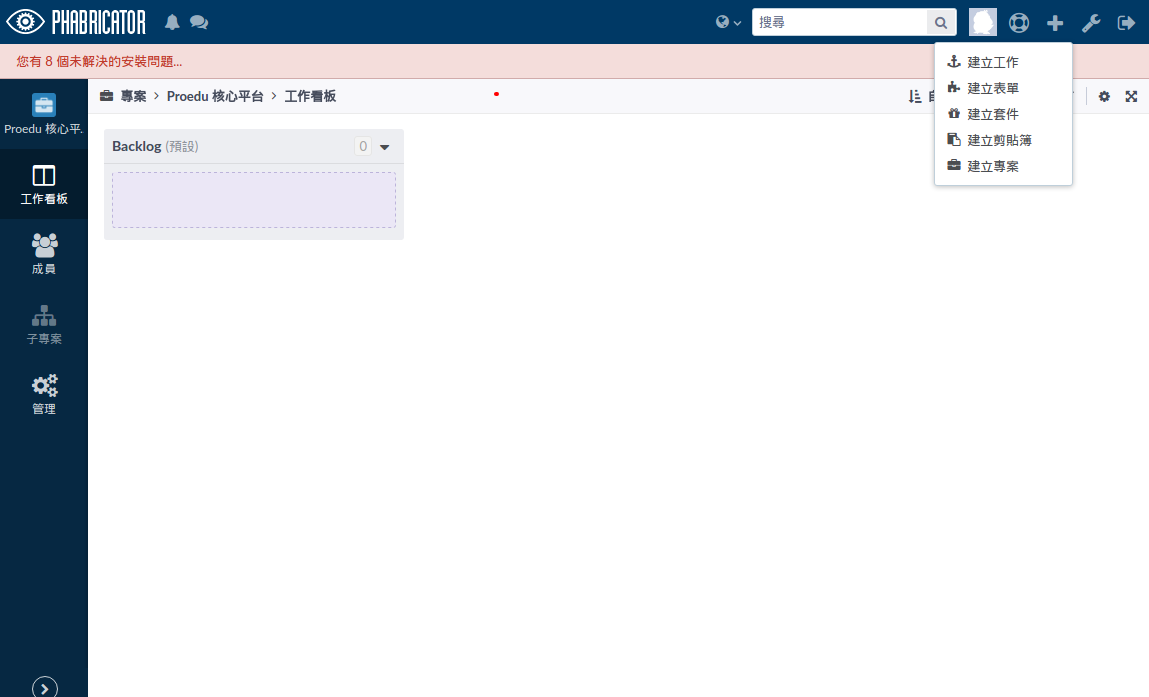 PHABRICATOR
搜尋
您有 8 個未解決的安裝問題...
Proedu 核心平.
專案 > Proedu 核心平台 > 工作看板
建立工作
建立表單
建立套件
建立剪貼簿
建立專案
Backlog (預設) 0
工作看板
成員
子專案
管理